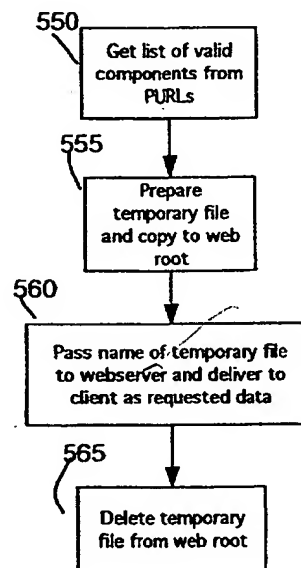 550
Get list of valid
components from
PURLs
555
Prepare
temporary file
and copy to web
root
560
Pass name of temporary file
to webserver and deliver to
client as requested data
565
Delete temporary
file from web root